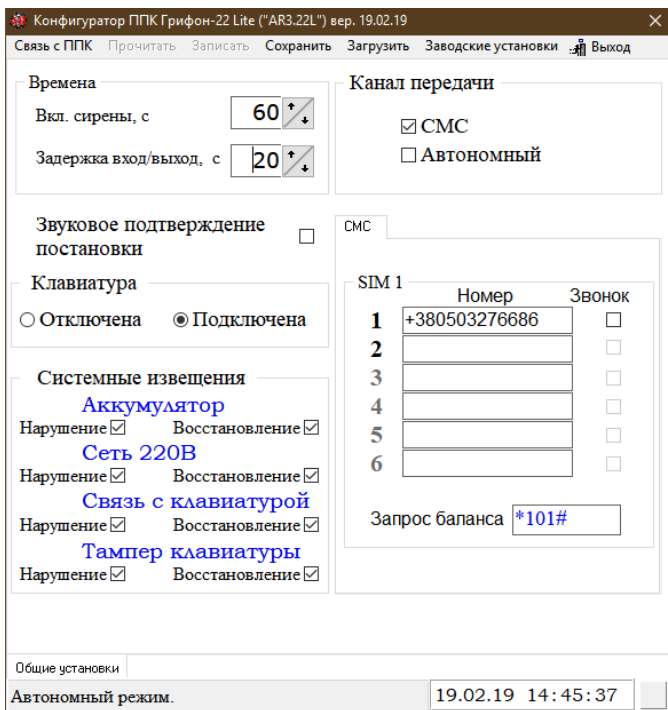 Конфигуратор ППК Грифон-22 Lite ("AR3.22L") вер. 19.02.19
Связь с ППК Прочитать Записать Сохранить Загрузить Заводские установки Выход
Времена
Вкл. сирены, с 60
Задержка вход/выход, с 20
Канал передачи
СМС
Автономный
Звуковое подтверждение
постановки
Клавиатура
Отключена Подключена
Системные извещения
Аккумулятор
Нарушение Восстановление
Сеть 220В
Нарушение Восстановление
Связь с клавиатурой
Нарушение Восстановление
Тампер клавиатуры
Нарушение Восстановление
СМС
SIM 1
Номер Звонок
1 +380503276686
2
3
4
5
6
Запрос баланса *101#
Общие установки
Автономный режим. 19.02.19 14:45:37